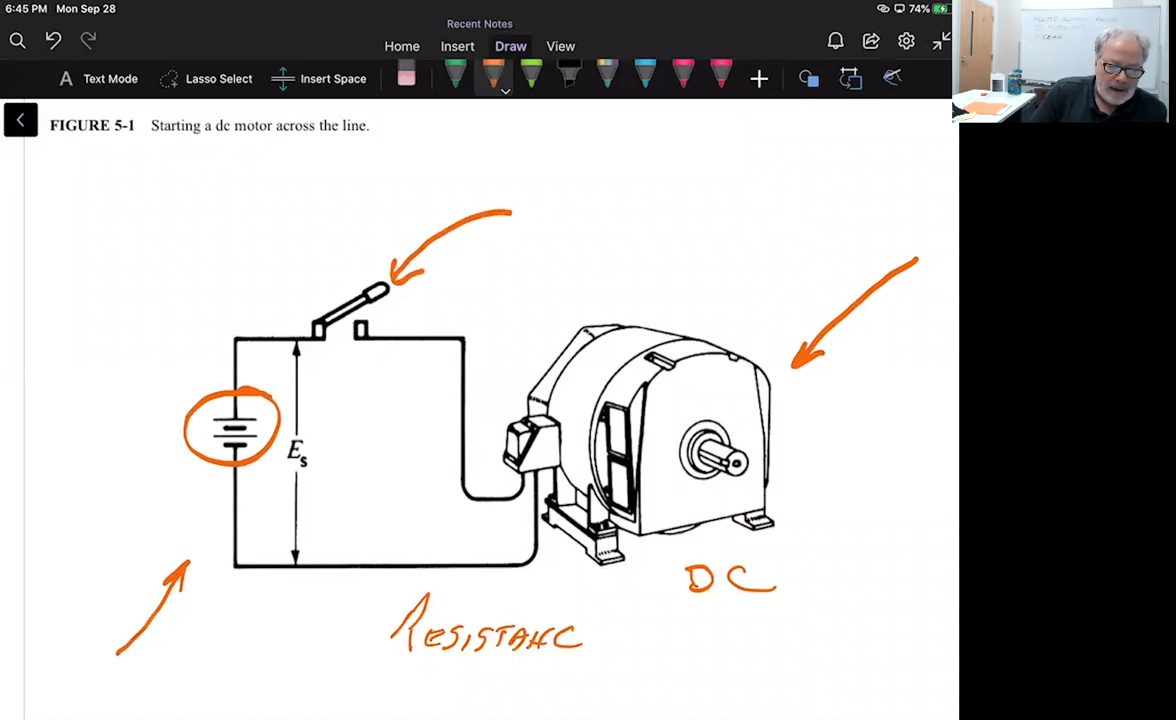 6:45 PM Mon Sep 28
74%
Recent Notes
Home Insert Draw View
Text Mode Lasso Select Insert Space
FIGURE 5-1 Starting a dc motor across the line.
Es
DC
RESISTANC